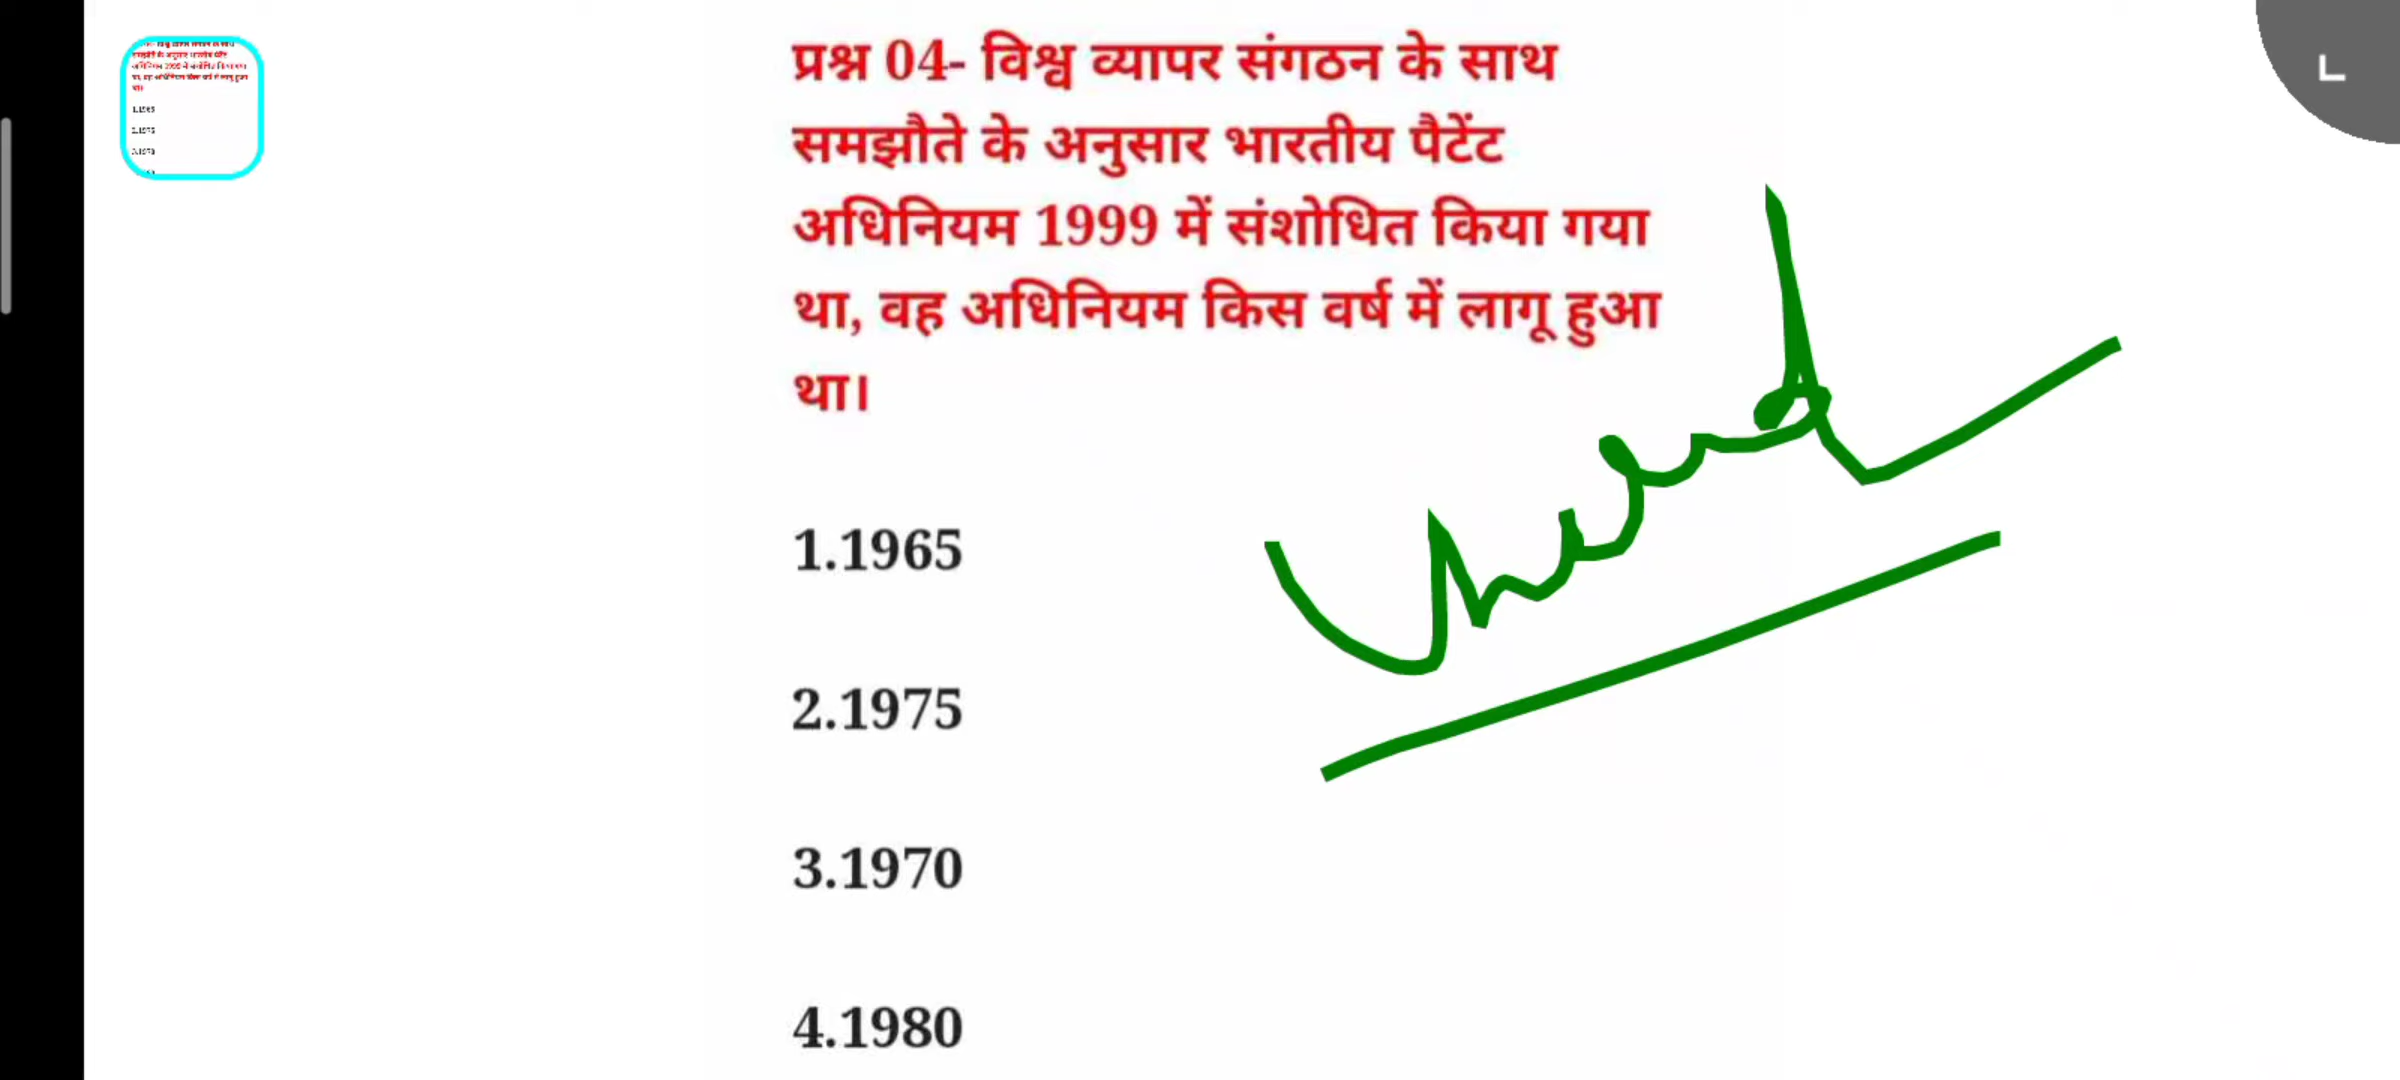 प्रश्न 04- विश्व व्यापर संगठन के साथ
समझौते के अनुसार भारतीय पैटेंट
अधिनियम 1999 में संशोधित किया गया
था, वह अधिनियम किस वर्ष में लागू हुआ
था।
1.1965
2.1975
3.1970
4.1980
L